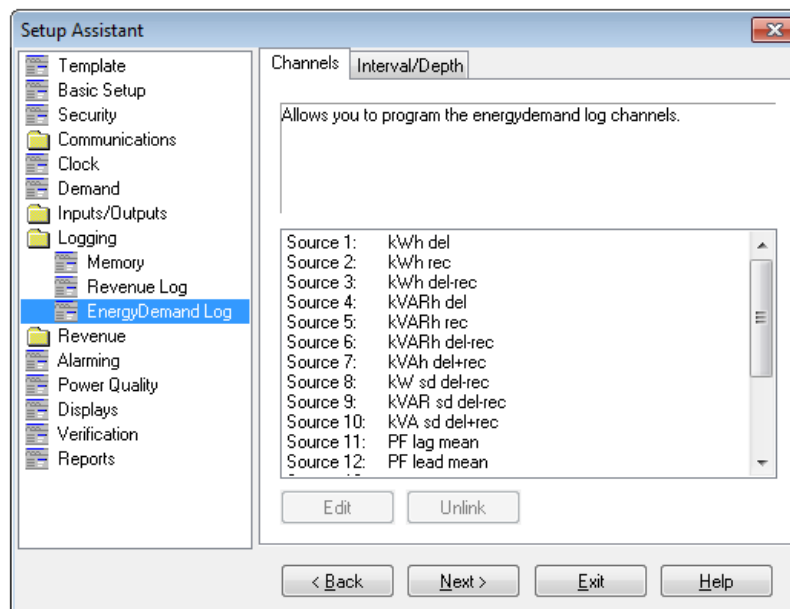 Setup Assistant
Template
Basic Setup
Security
Communications
Clock
Demand
Inputs/Outputs
Logging
Memory
Revenue Log
EnergyDemand Log
Revenue
Alarming
Power Quality
Displays
Verification
Reports
Channels
Interval/Depth
Allows you to program the energydemand log channels.
Source 1: kWh del
Source 2: kWh rec
Source 3: kWh del-rec
Source 4: kVARh del
Source 5: kVARh rec
Source 6: kVARh del-rec
Source 7: kVAh del+rec
Source 8: kW sd del-rec
Source 9: kVAR sd del-rec
Source 10: kVA sd del+rec
Source 11: PF lag mean
Source 12: PF lead mean
Edit
Unlink
< Back
Next >
Exit
Help